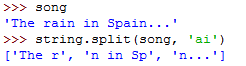 >>> song
'The rain in Spain...'
>>> string.split(song, 'ai')
['The r', 'n in Sp', 'n...']